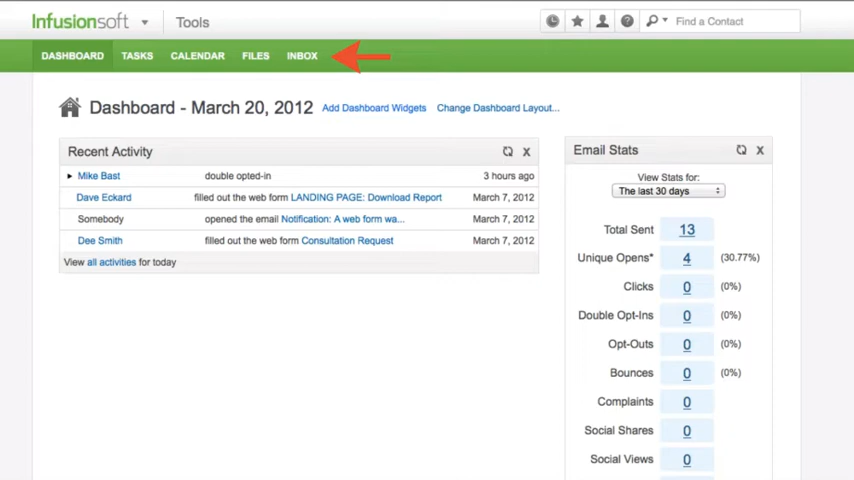 Infusionsoft Tools Find a Contact
DASHBOARD TASKS CALENDAR FILES INBOX
Dashboard - March 20, 2012 Add Dashboard Widgets Change Dashboard Layout...
Recent Activity
Mike Bast double opted-in 3 hours ago
Dave Eckard filled out the web form LANDING PAGE: Download Report March 7, 2012
Somebody opened the email Notification: A web form wa... March 7, 2012
Dee Smith filled out the web form Consultation Request March 7, 2012
View all activities for today
Email Stats
View Stats for:
The last 30 days
Total Sent 13
Unique Opens* 4 (30.77%)
Clicks 0 (0%)
Double Opt-Ins 0 (0%)
Opt-Outs 0 (0%)
Bounces 0 (0%)
Complaints 0
Social Shares 0
Social Views 0